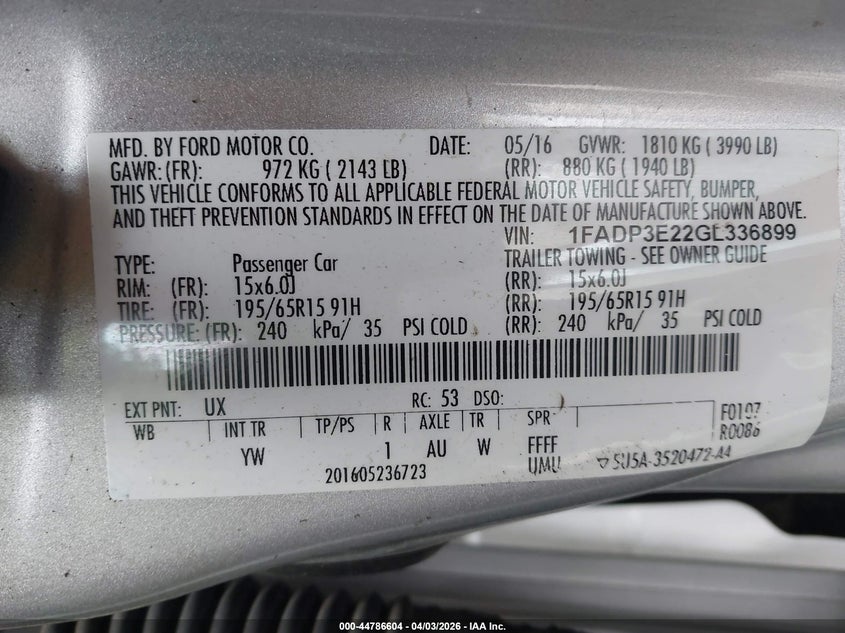 MFD. BY FORD MOTOR CO. DATE: 05/16 GVWR: 1810 KG ( 3990 LB)
GAWR: (FR): 972 KG ( 2143 LB) (RR): 880 KG ( 1940 LB)
THIS VEHICLE CONFORMS TO ALL APPLICABLE FEDERAL MOTOR VEHICLE SAFETY, BUMPER,
AND THEFT PREVENTION STANDARDS IN EFFECT ON THE DATE OF MANUFACTURE SHOWN ABOVE.
VIN: 1FADP3E22GL336899
TYPE: Passenger Car TRAILER TOWING - SEE OWNER GUIDE
RIM: (FR): 15x6.0J (RR): 15x6.0J
TIRE: (FR): 195/65R15 91H (RR): 195/65R15 91H
PRESSURE: (FR): 240 kPa/ 35 PSI COLD (RR): 240 kPa/ 35 PSI COLD
EXT PNT: UX RC: 53 DSO:
WB INT TR TP/PS R AXLE TR SPR F0107
R0086
YW 1 AU W FFFF
UMU
201605236723 5U5A-3520472-AA
000-44786604 | 04/03/2026 - IAA Inc.